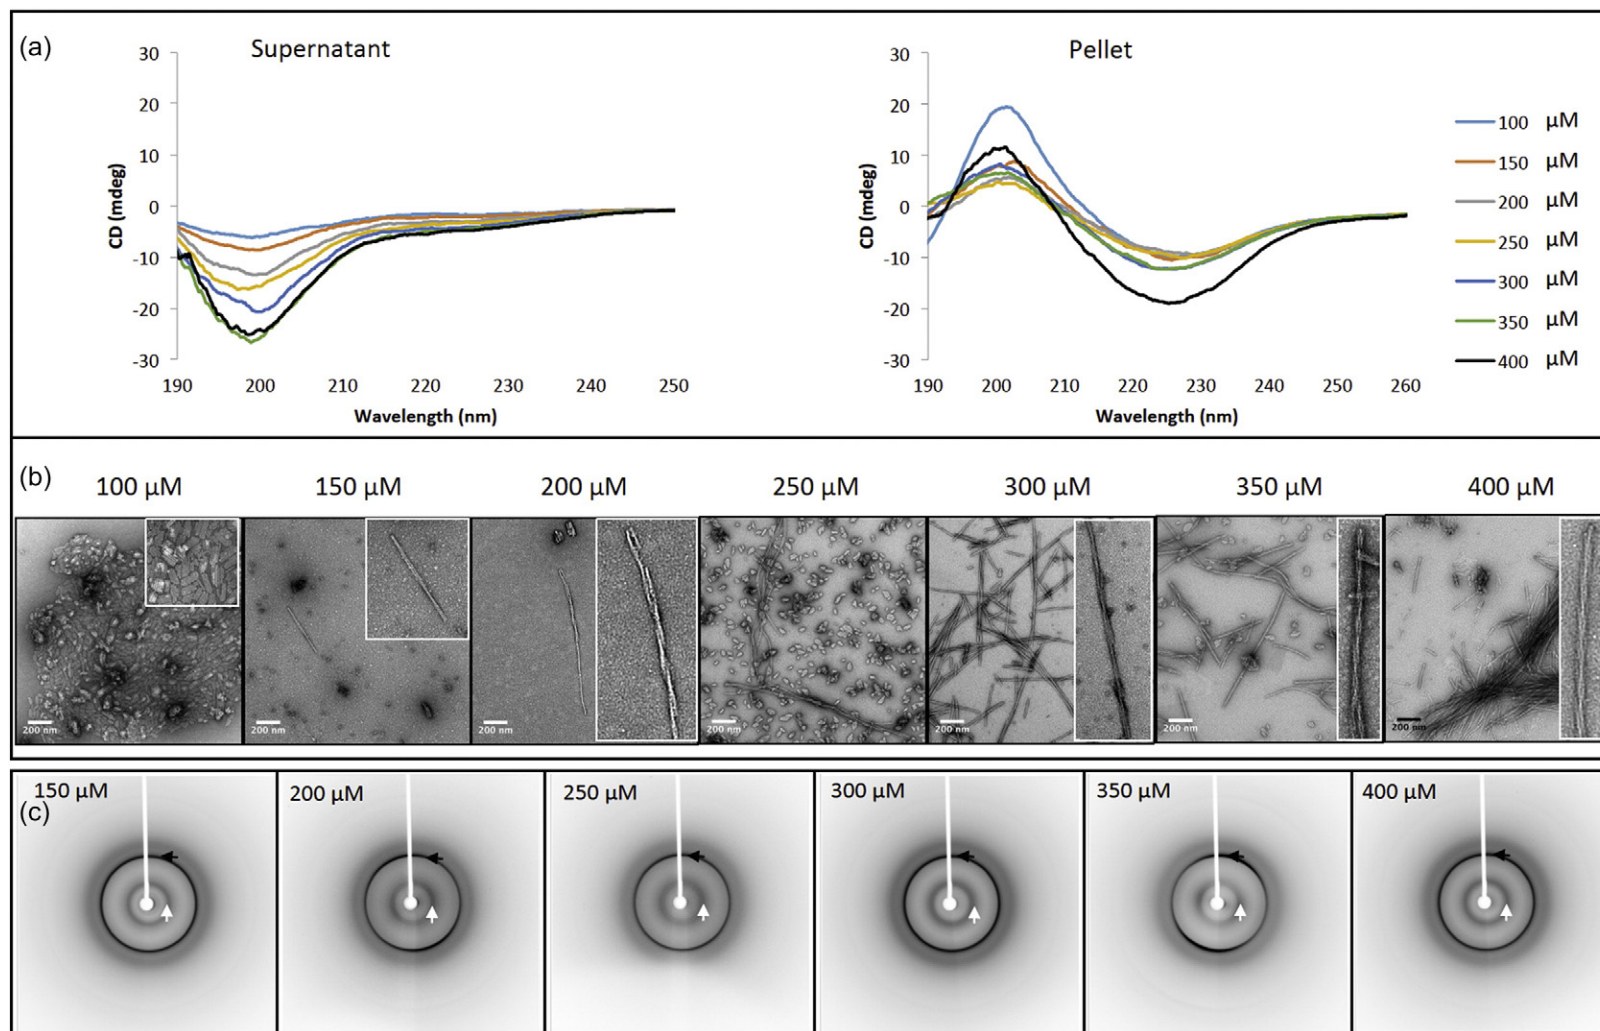 (a)
Supernatant
30
20
10
0
-10
-20
-30
CD (mdeg)
190 200 210 220 230 240 250
Wavelength (nm)
Pellet
30
20
10
0
-10
-20
-30
CD (mdeg)
190 200 210 220 230 240 250 260
Wavelength (nm)
100 µM
150 µM
200 µM
250 µM
300 µM
350 µM
400 µM
(b)
100 µM 150 µM 200 µM 250 µM 300 µM 350 µM 400 µM
200 nm 200 nm 200 nm 200 nm 200 nm 200 nm 200 nm
(c)
150 µM 200 µM 250 µM 300 µM 350 µM 400 µM